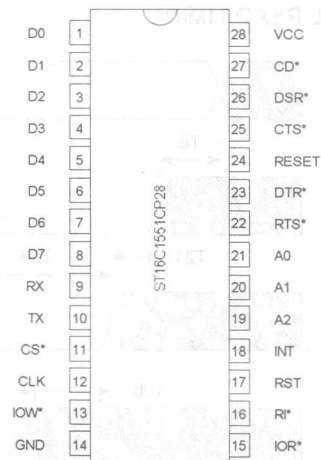 D0 1 28 VCC
D1 2 27 CD*
D2 3 26 DSR*
D3 4 25 CTS*
D4 5 24 RESET
D5 6 23 DTR*
D6 7 22 RTS*
D7 8 21 A0
RX 9 20 A1
TX 10 19 A2
CS* 11 18 INT
CLK 12 17 RST
IOW* 13 16 RI*
GND 14 15 IOR*
ST16C1551CP28